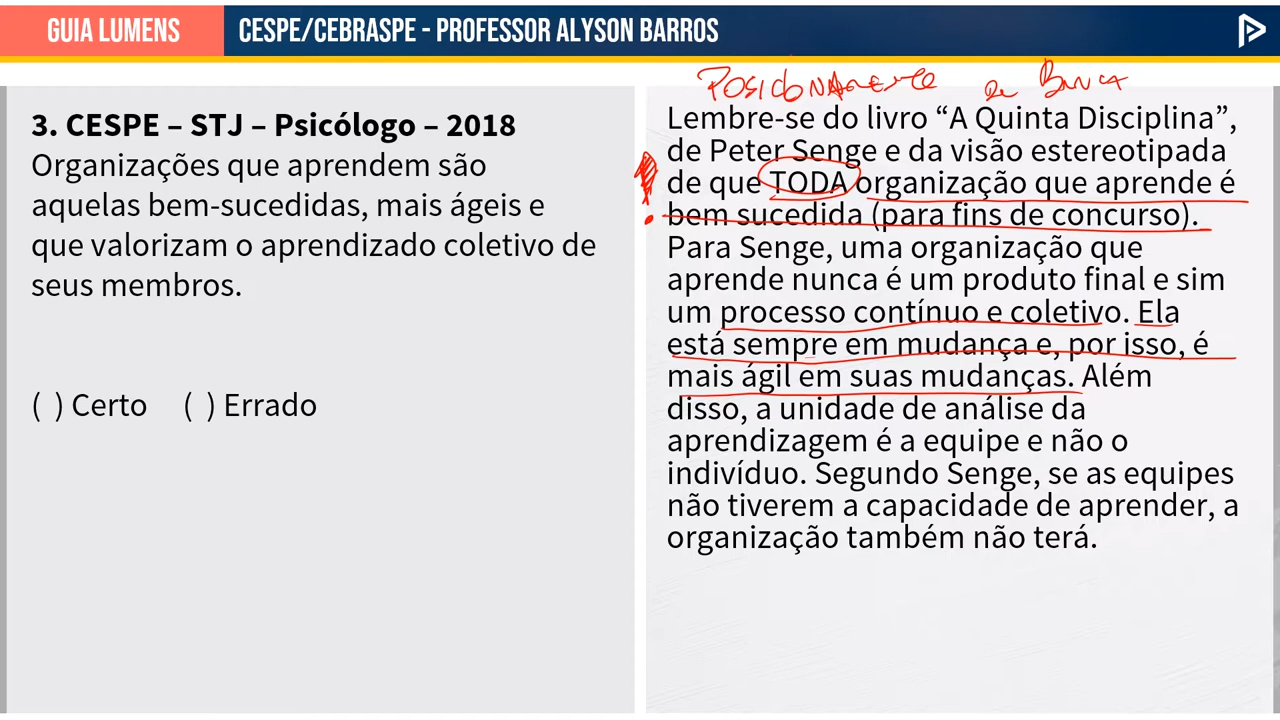 GUIA LUMENS
CESPE/CEBRASPE - PROFESSOR ALYSON BARROS
3. CESPE – STJ – Psicólogo – 2018
Organizações que aprendem são
aquelas bem-sucedidas, mais ágeis e
que valorizam o aprendizado coletivo de
seus membros.
( ) Certo ( ) Errado
de Banca
Lembre-se do livro “A Quinta Disciplina”,
de Peter Senge e da visão estereotipada
de que TODA organização que aprende é
bem sucedida (para fins de concurso).
Para Senge, uma organização que
aprende nunca é um produto final e sim
um processo contínuo e coletivo. Ela
está sempre em mudança e, por isso, é
mais ágil em suas mudanças. Além
disso, a unidade de análise da
aprendizagem é a equipe e não o
indivíduo. Segundo Senge, se as equipes
não tiverem a capacidade de aprender, a
organização também não terá.